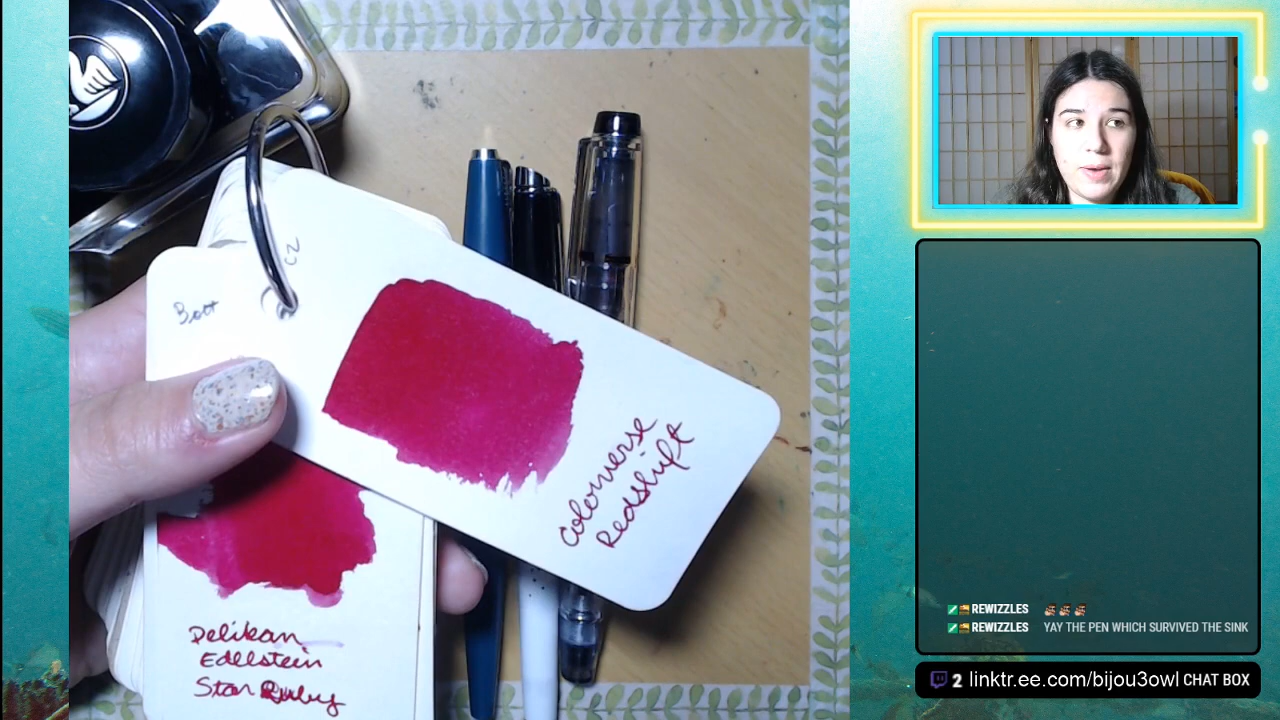 Colorverse
Redshift
Pelikan
Edelstein
Star Ruby
REWIZZLES
REWIZZLES YAY THE PEN WHICH SURVIVED THE SINK
2 linktr.ee.com/bijou3owl CHAT BOX